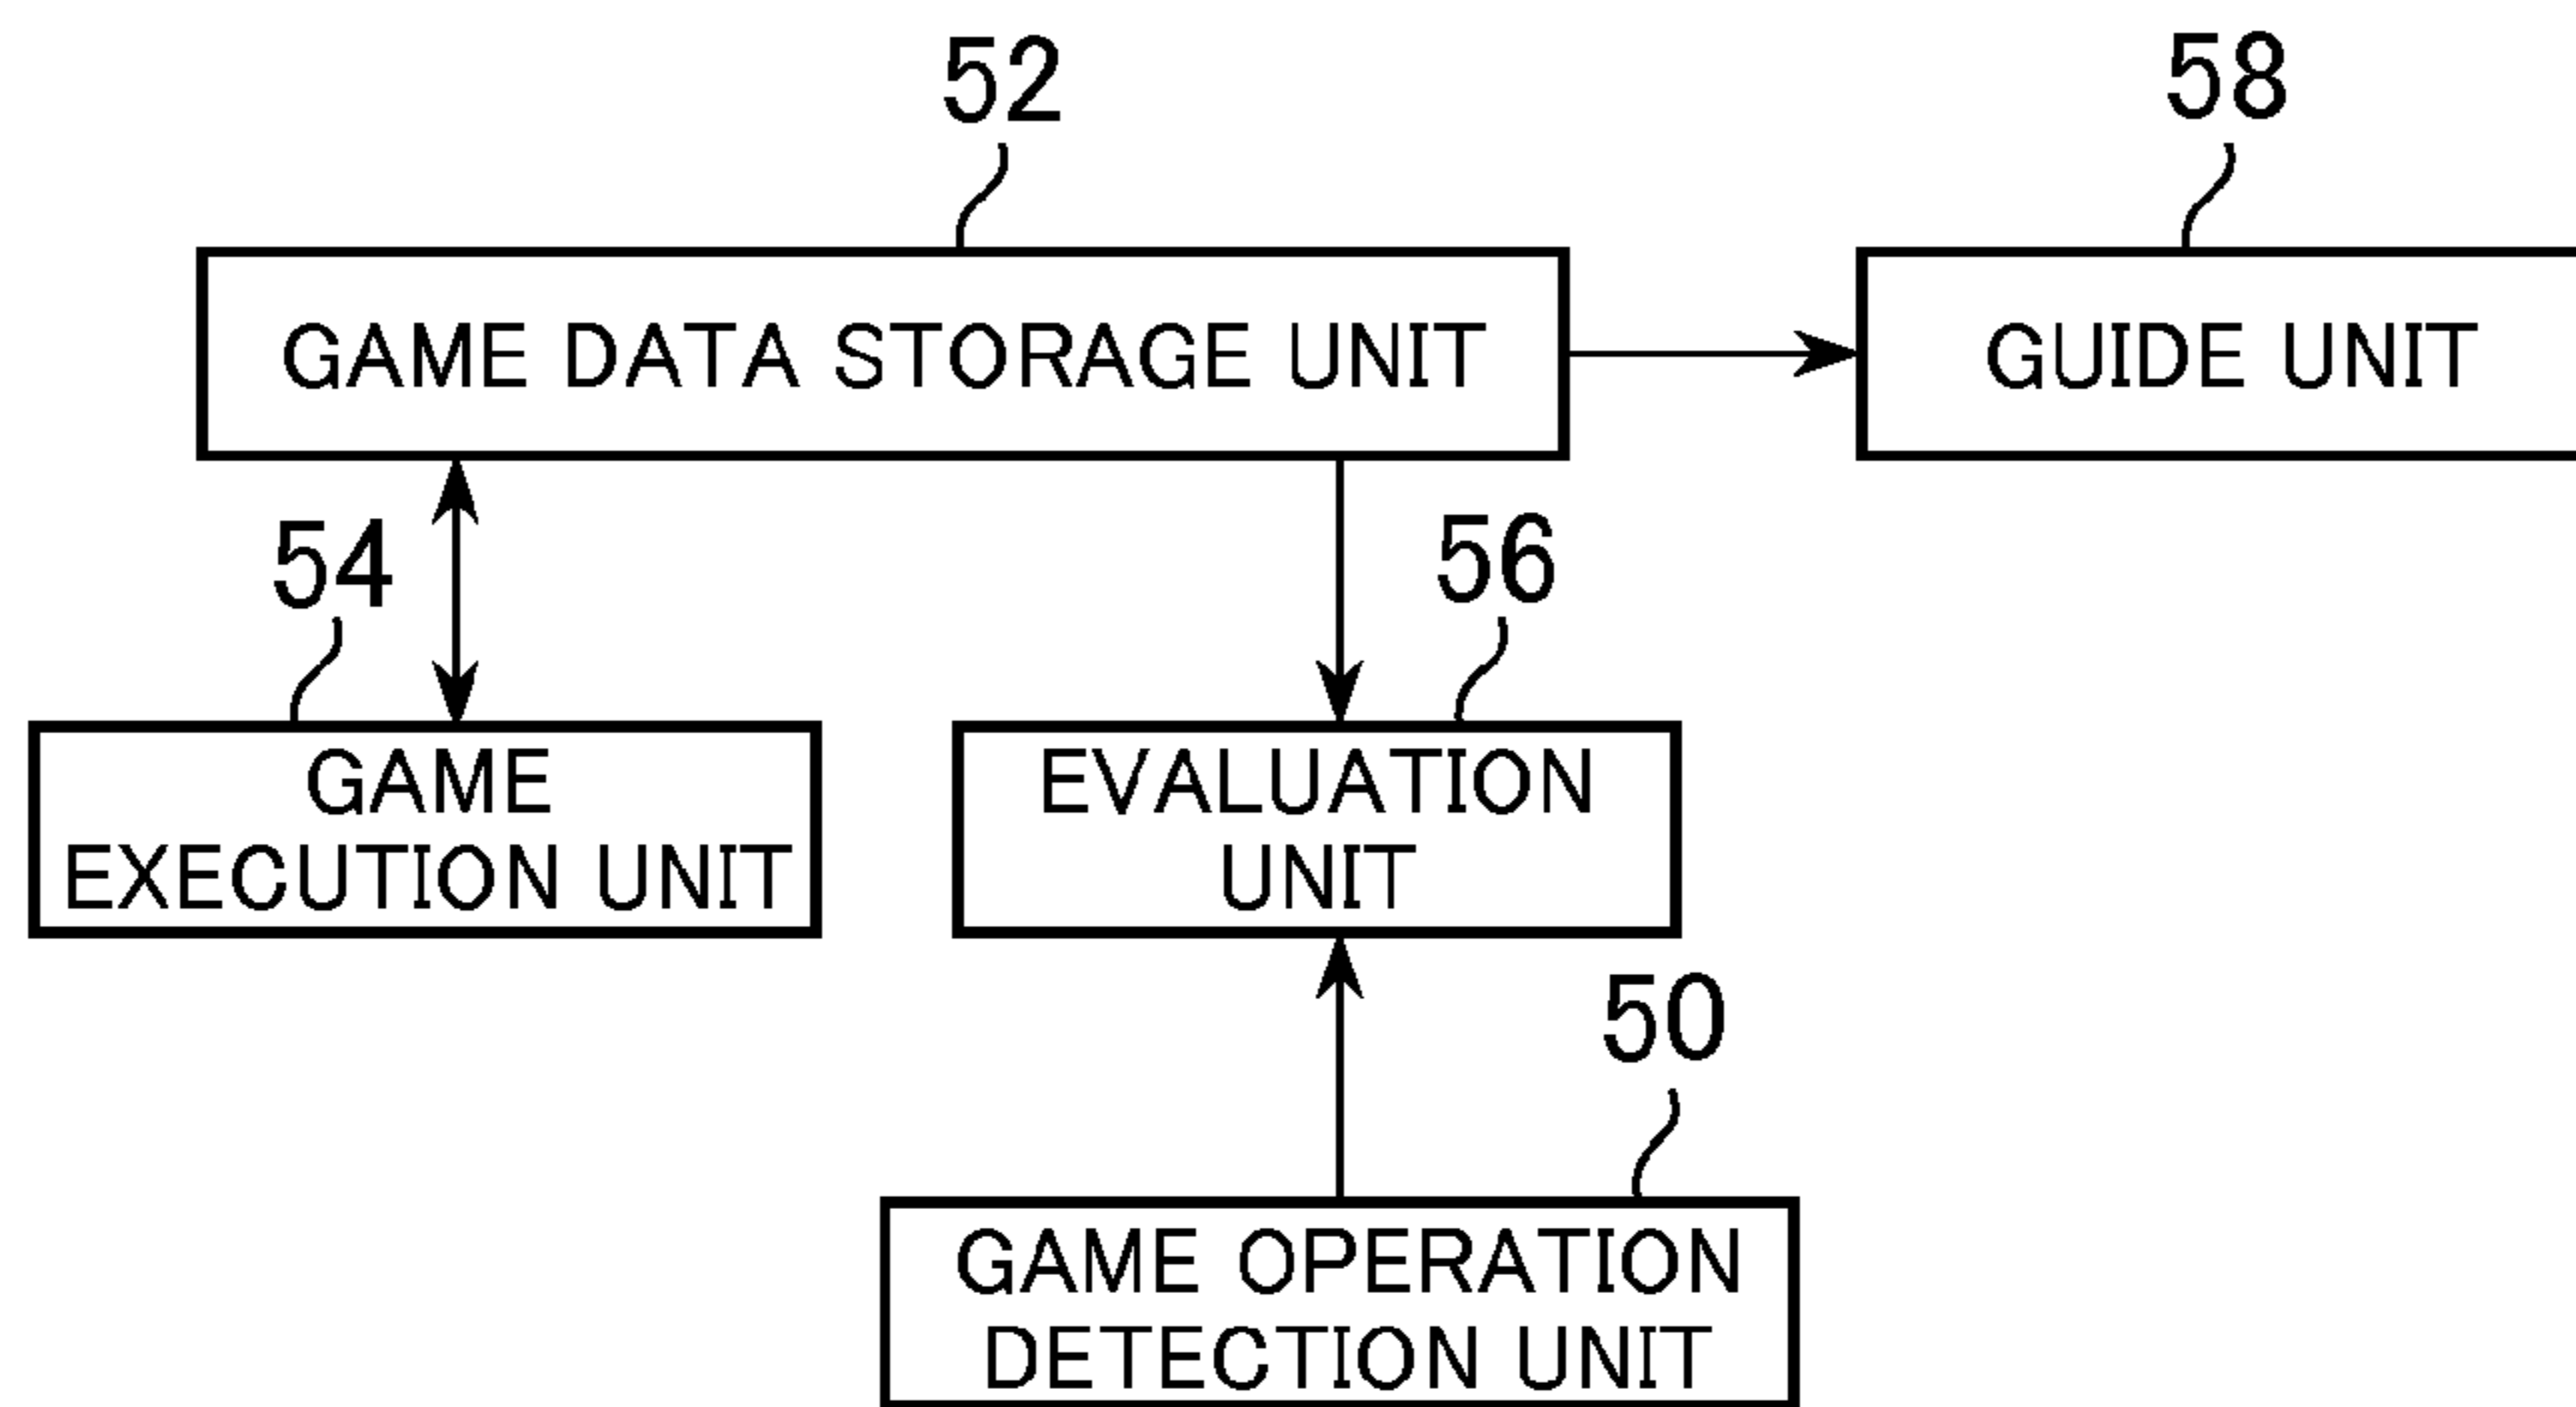 52
58
GAME DATA STORAGE UNIT
GUIDE UNIT
54
56
GAME
EXECUTION UNIT
EVALUATION
UNIT
50
GAME OPERATION
DETECTION UNIT